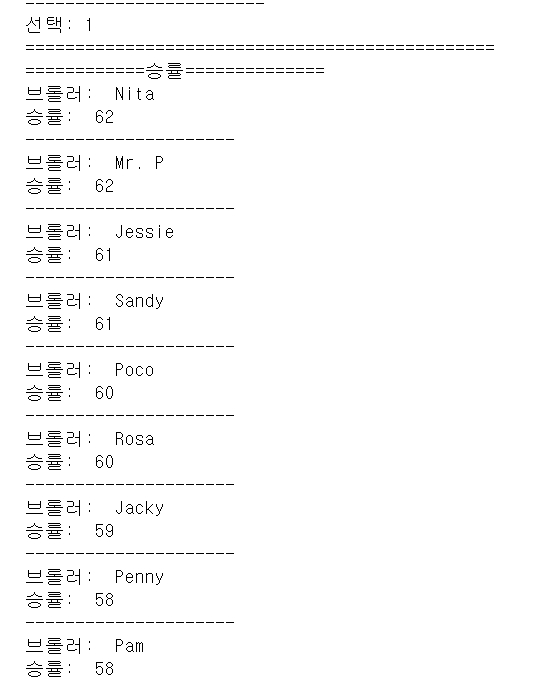 ------------------------
선택: 1
===============================================
============승률==============
브롤러:  Nita
승률:  62
---------------------
브롤러:  Mr. P
승률:  62
---------------------
브롤러:  Jessie
승률:  61
---------------------
브롤러:  Sandy
승률:  61
---------------------
브롤러:  Poco
승률:  60
---------------------
브롤러:  Rosa
승률:  60
---------------------
브롤러:  Jacky
승률:  59
---------------------
브롤러:  Penny
승률:  58
---------------------
브롤러:  Pam
승률:  58